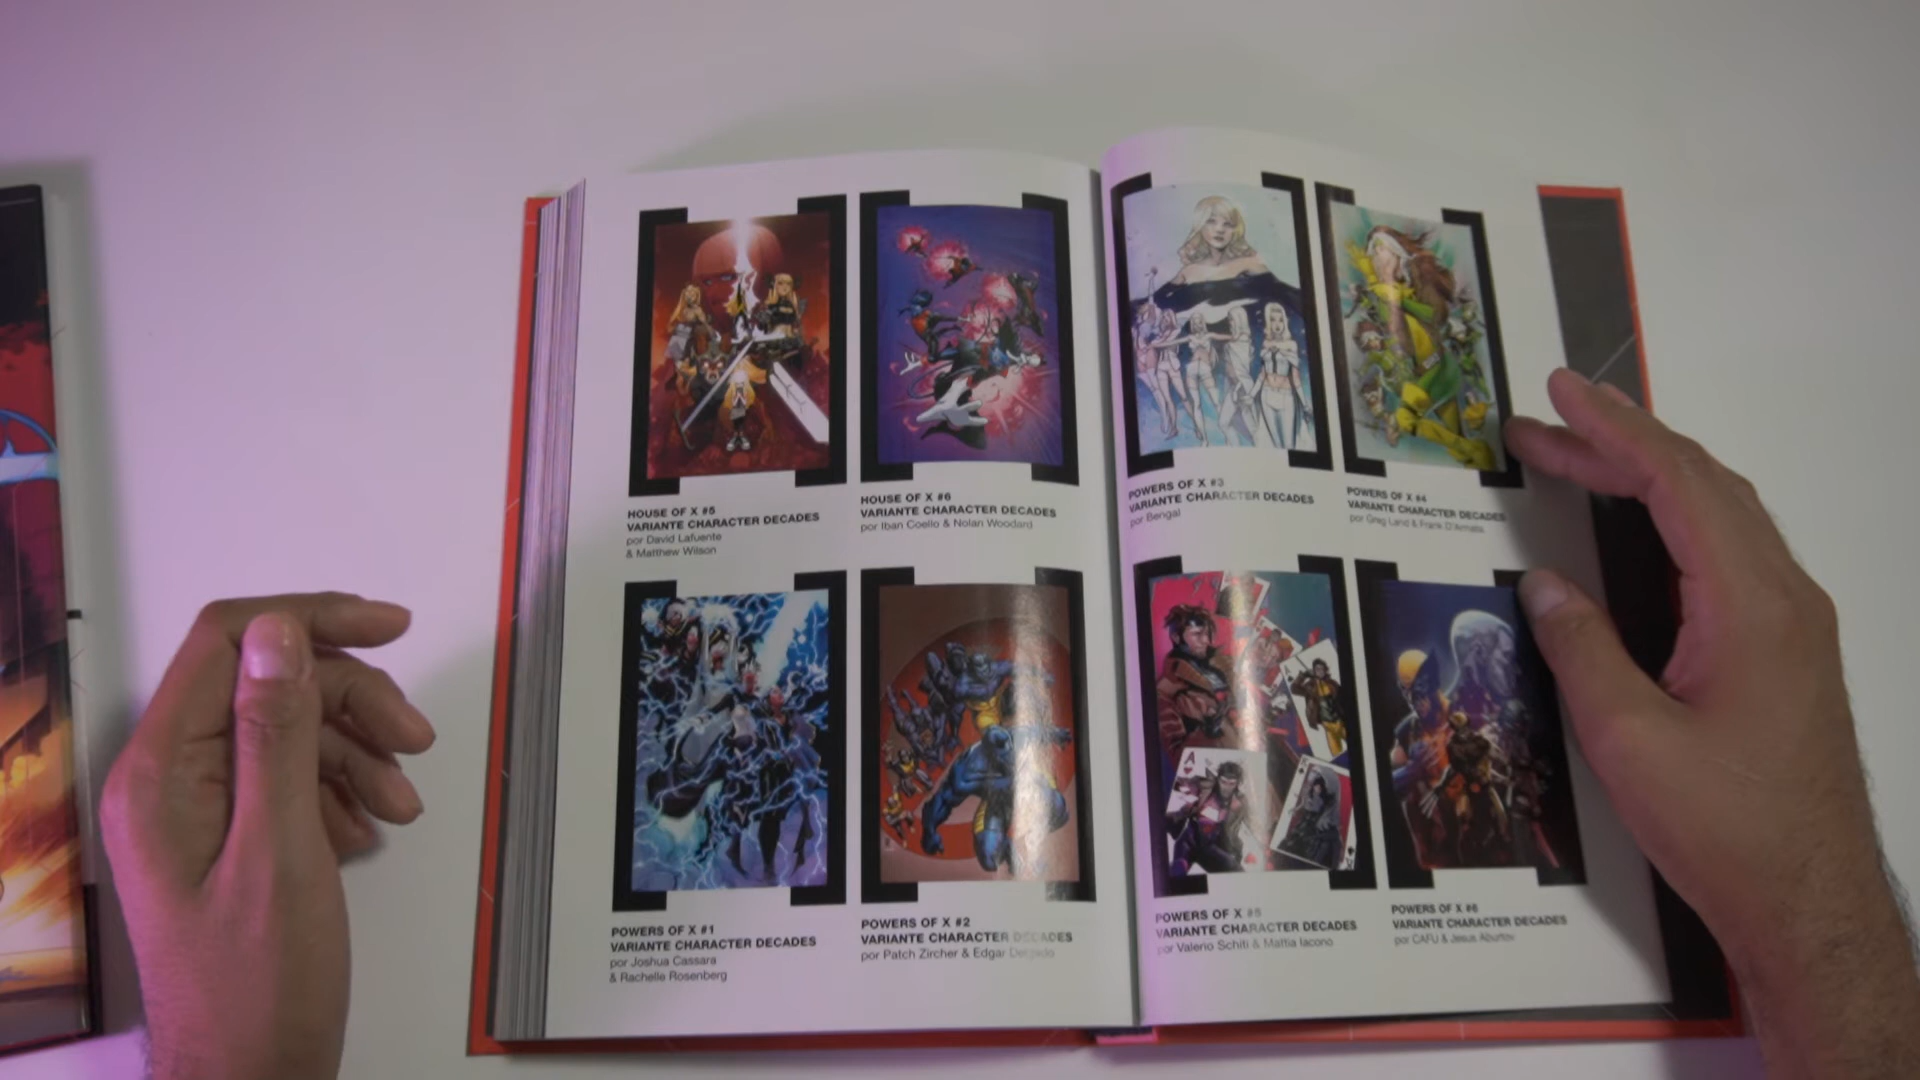 HOUSE OF X #5
VARIANTE CHARACTER DECADES
por David Lafuente
& Matthew Wilson
HOUSE OF X #6
VARIANTE CHARACTER DECADES
por Iban Coello & Nolan Woodard
POWERS OF X #1
VARIANTE CHARACTER DECADES
por Joshua Cassara
& Rachelle Rosenberg
POWERS OF X #2
VARIANTE CHARACTER DECADES
por Patch Zircher & Edgar Delgado
POWERS OF X #3
VARIANTE CHARACTER DECADES
por Bengal
POWERS OF X #4
VARIANTE CHARACTER DECADES
por Greg Land & Frank D'Armata
POWERS OF X #5
VARIANTE CHARACTER DECADES
por Valerio Schiti & Mattia Iacono
A
POWERS OF X #6
VARIANTE CHARACTER DECADES
por CAFU & Jesus Aburtov